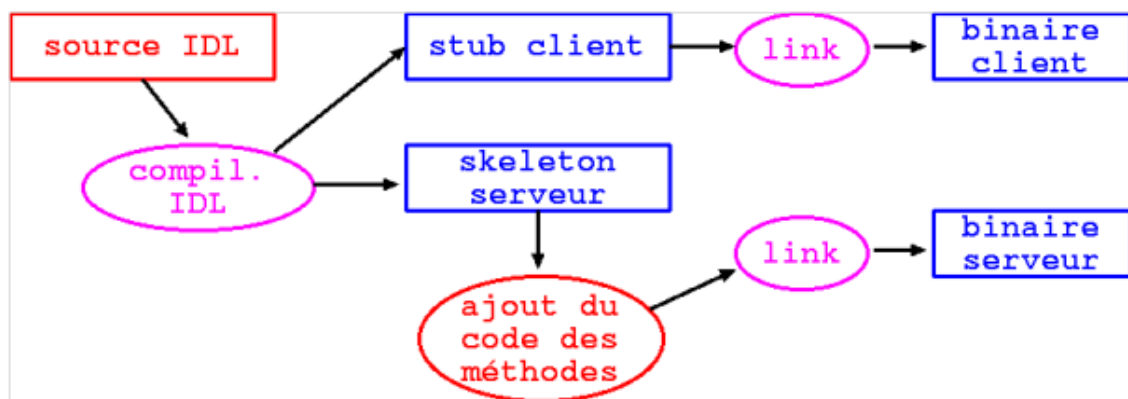 source IDL
stub client
link
binaire
client
compil.
IDL
skeleton
serveur
link
binaire
serveur
ajout du
code des
méthodes